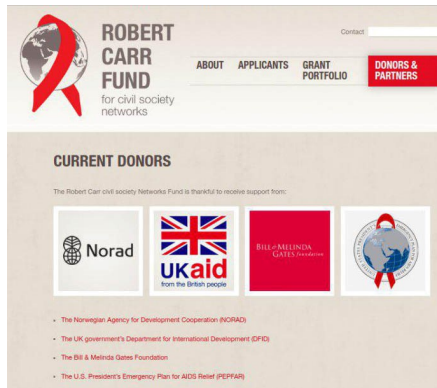 ROBERT
CARR
FUND
for civil society
networks
Contact
ABOUT
APPLICANTS
GRANT
PORTFOLIO
DONORS &
PARTNERS
CURRENT DONORS
The Robert Carr civil society Networks Fund is thankful to receive support from:
Norad
UKaid
from the British people
BILL & MELINDA
GATES foundation
The Norwegian Agency for Development Cooperation (NORAD)
The UK government's Department for International Development (DFID)
The Bill & Melinda Gates Foundation
The U.S. President's Emergency Plan for AIDS Relief (PEPFAR)